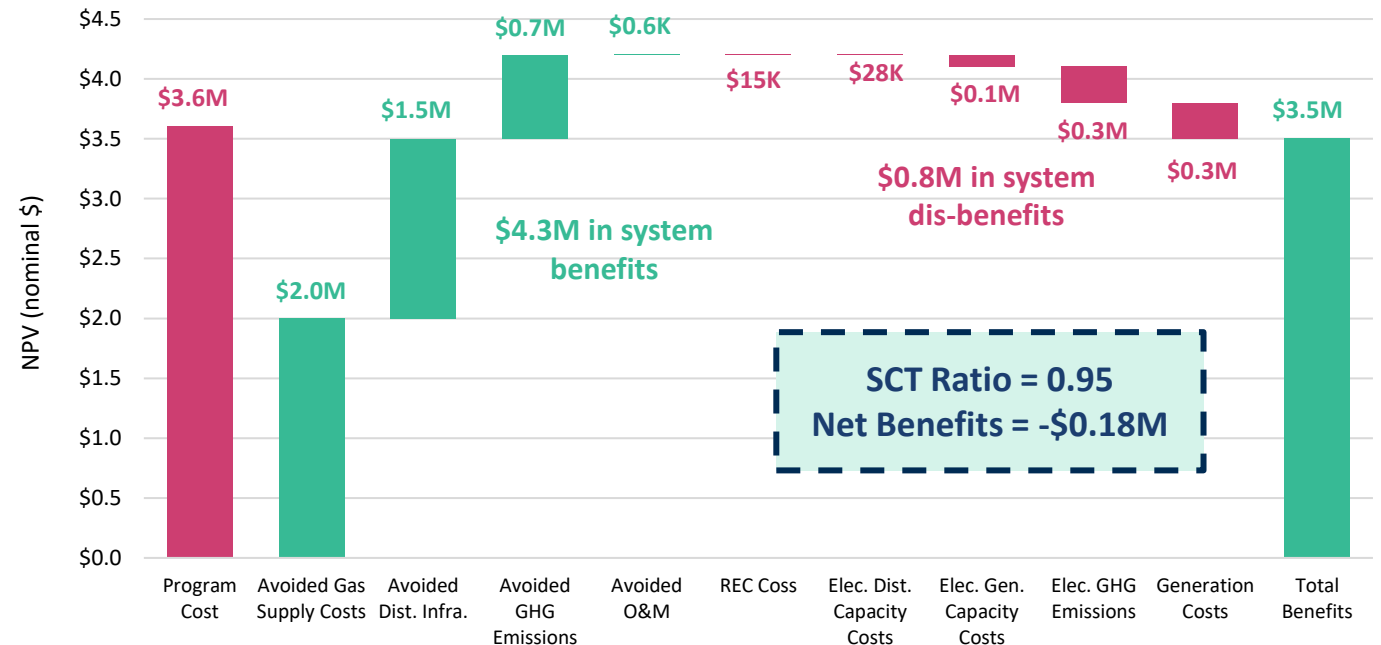 NPV (nominal $)
$4.5
$4.0
$3.5
$3.0
$2.5
$2.0
$1.5
$1.0
$0.5
$0.0
$3.6M
$2.0M
$1.5M
$0.7M
$0.6K
$15K
$28K
$0.1M
$0.3M
$0.3M
$3.5M
$4.3M in system
benefits
$0.8M in system
dis-benefits
SCT Ratio = 0.95
Net Benefits = -$0.18M
Program
Cost
Avoided Gas
Supply Costs
Avoided
Dist. Infra.
Avoided
GHG
Emissions
Avoided
O&M
REC Coss
Elec. Dist.
Capacity
Costs
Elec. Gen.
Capacity
Costs
Elec. GHG
Emissions
Generation
Costs
Total
Benefits